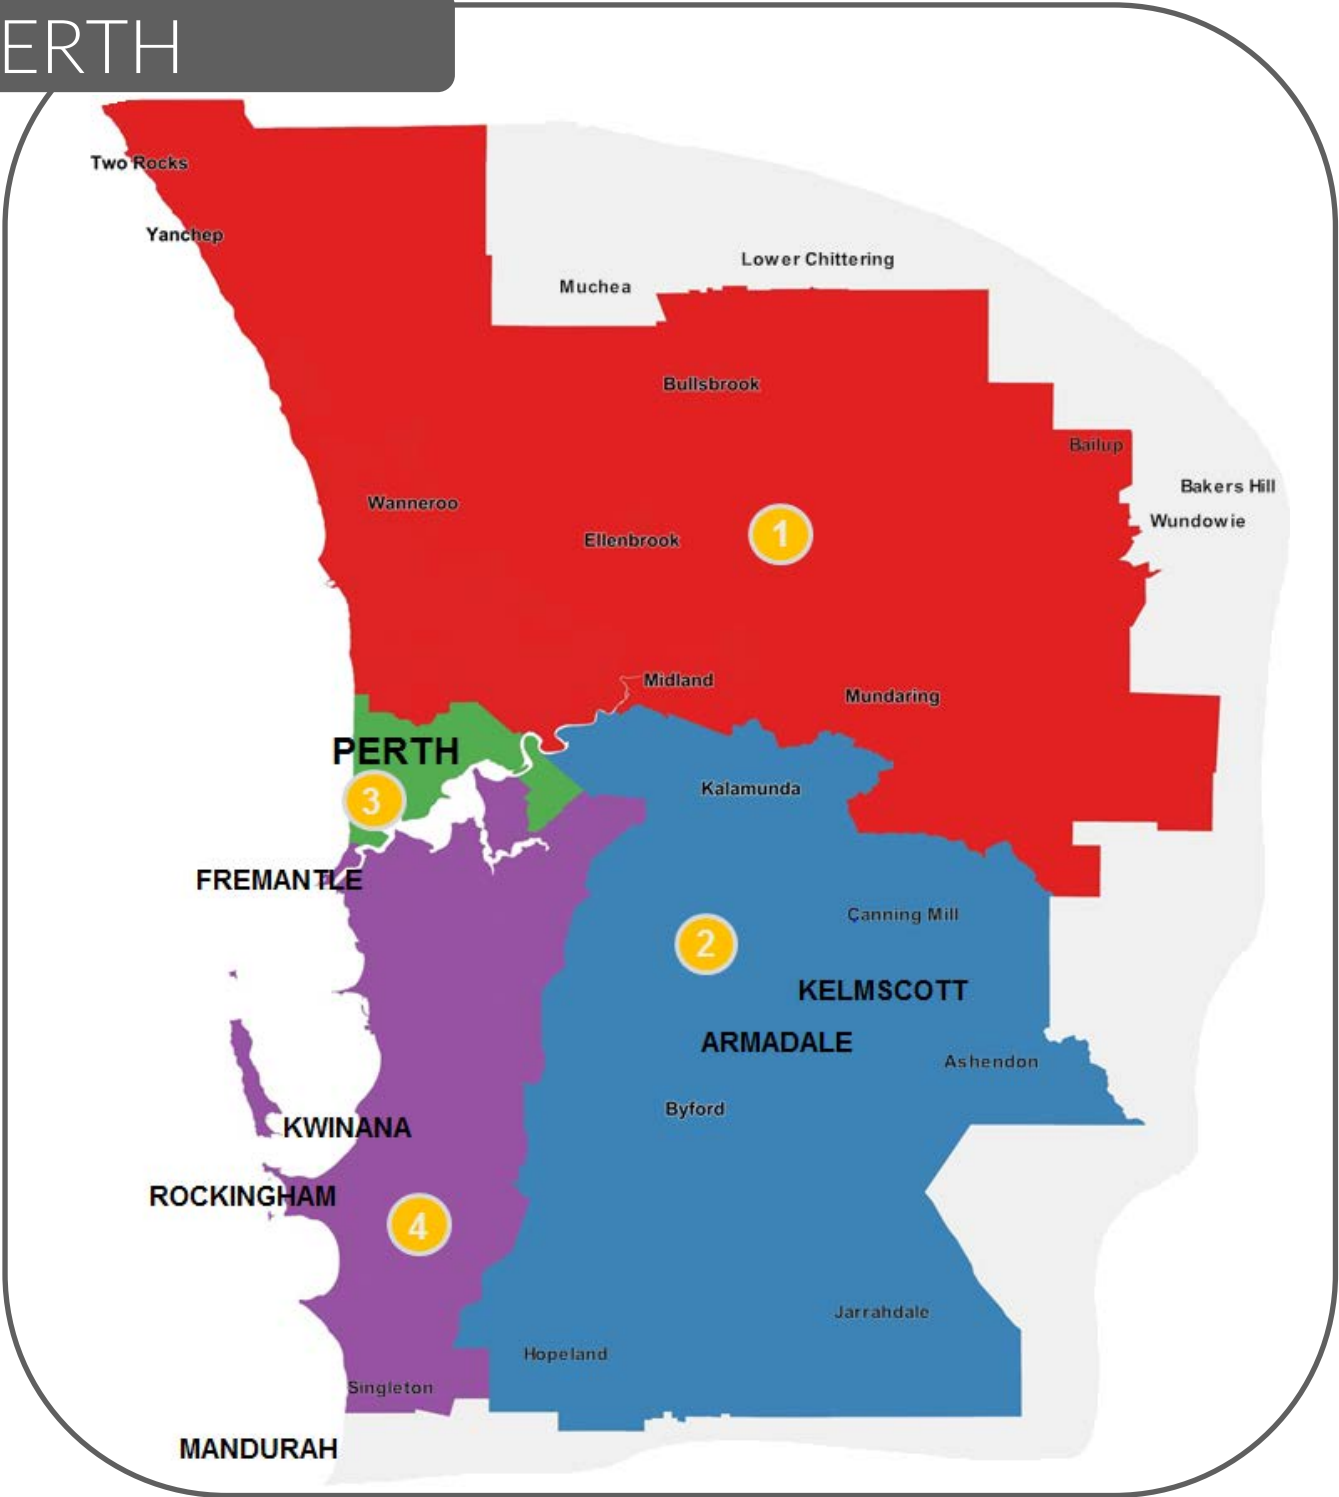 ERTH
Two Rocks
Yanchep
Lower Chittering
Muchea
Bullsbrook
Bailup
Bakers Hill
Wanneroo
Wundowie
Ellenbrook
1
Midland
Mundaring
PERTH
Kalamunda
3
FREMANTLE
Canning Mill
2
KELMSCOTT
ARMADALE
Ashendon
Byford
KWINANA
ROCKINGHAM
4
Jarrahdale
Hopeland
Singleton
MANDURAH